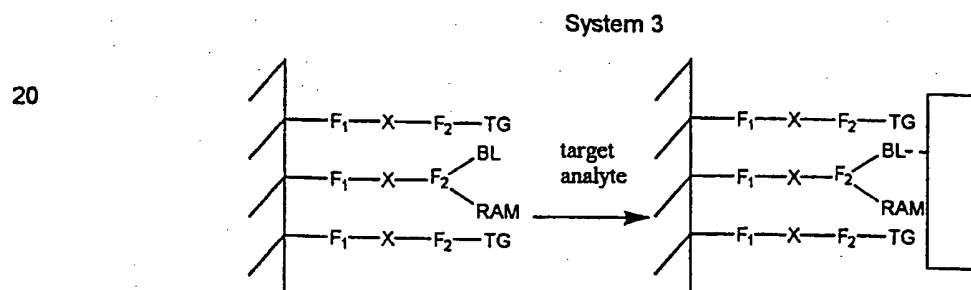 System 3
20
F₁—X—F₂—TG F₁—X—F₂—TG
BL target BL
F₁—X—F₂ analyte F₁—X—F₂
RAM RAM
F₁—X—F₂—TG F₁—X—F₂—TG